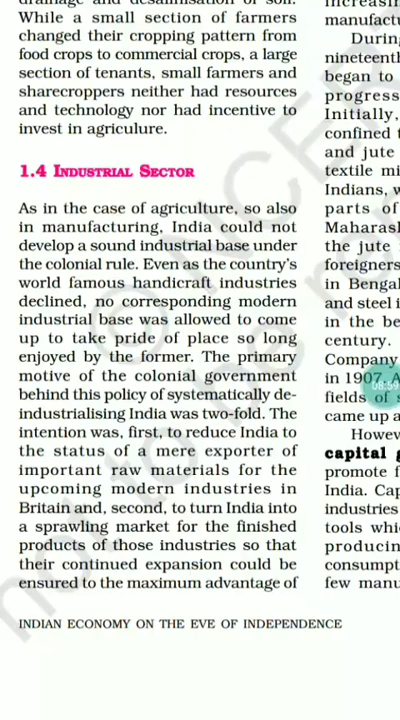 drainage and desalinisation of soil.
While a small section of farmers
changed their cropping pattern from
food crops to commercial crops, a large
section of tenants, small farmers and
sharecroppers neither had resources
and technology nor had incentive to
invest in agriculure.
1.4 INDUSTRIAL SECTOR
As in the case of agriculture, so also
in manufacturing, India could not
develop a sound industrial base under
the colonial rule. Even as the country's
world famous handicraft industries
declined, no corresponding modern
industrial base was allowed to come
up to take pride of place so long
enjoyed by the former. The primary
motive of the colonial government
behind this policy of systematically de-
industrialising India was two-fold. The
intention was, first, to reduce India to
the status of a mere exporter of
important raw materials for the
upcoming modern industries in
Britain and, second, to turn India into
a sprawling market for the finished
products of those industries so that
their continued expansion could be
ensured to the maximum advantage of
increasin
manufactu
During
nineteenth
began to
progress
Initially,
confined t
and jute
textile mi
Indians, w
parts of
Maharash
the jute
foreigners
in Bengal
and steel i
in the be
century.
Company
in 1907. A
08:59
fields of s
came up a
Howev
capital g
promote f
India. Cap
industries
tools whic
producin
consumpt
few manu
INDIAN ECONOMY ON THE EVE OF INDEPENDENCE
© NCERT
not to be re